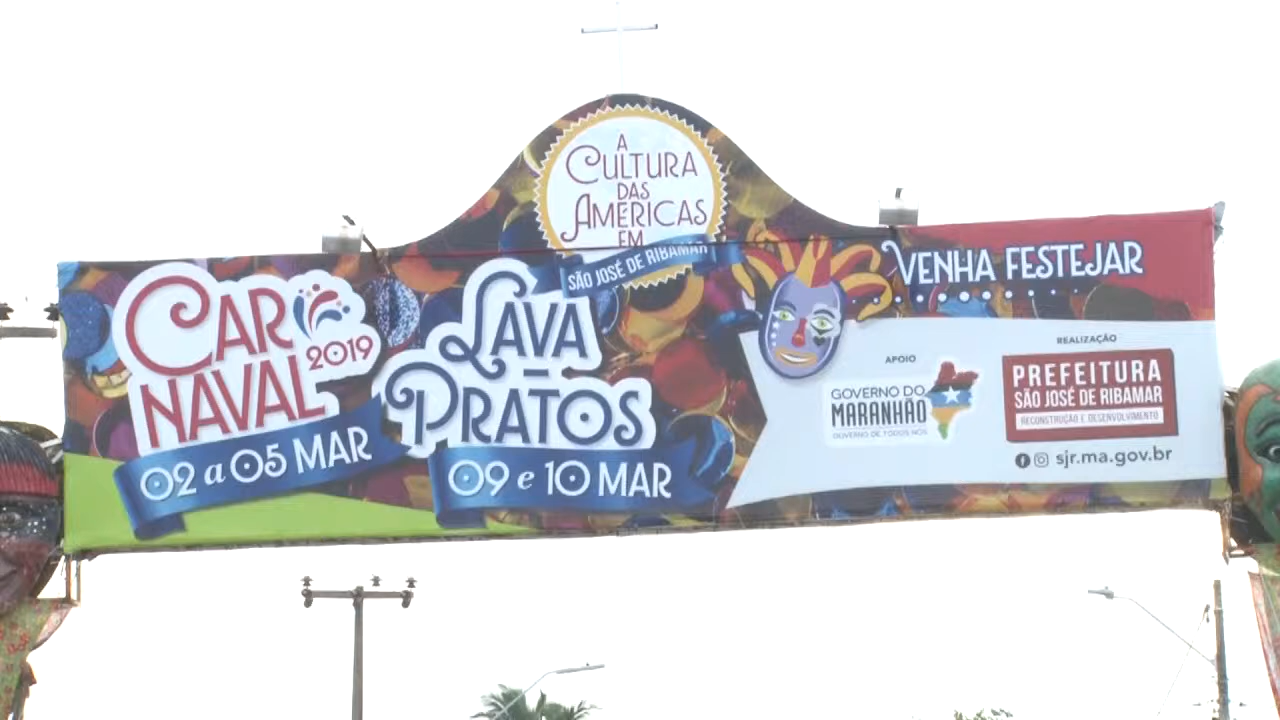 A
CULTURA
DAS
AMÉRICAS
EM
SÃO JOSÉ DE RIBAMAR
CAR
NAVAL
2019
02 a 05 MAR
LAVA-
PRATOS
09 e 10 MAR
VENHA FESTEJAR
APOIO
GOVERNO DO
MARANHÃO
GOVERNO DE TODOS NÓS
REALIZAÇÃO
PREFEITURA
SÃO JOSÉ DE RIBAMAR
RECONSTRUÇÃO E DESENVOLVIMENTO
sjr.ma.gov.br